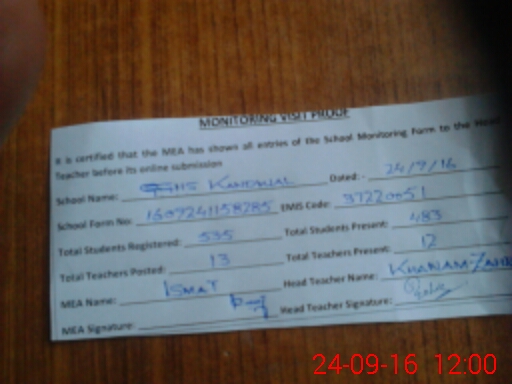 MONITORING VISIT PROOF
It is certified that the MEA has shown all entries of the School Monitoring Form to the Head
Teacher before its online submission
School Name: GGHS KAHTAWAL Dated: - 24/9/16
School Form No: 1609241158785 EMIS Code: 37220051
Total Students Registered: 535 Total Students Present: 483
Total Teachers Posted: 13 Total Teachers Present: 12
MEA Name: ISMAT Head Teacher Name: KHANAM
MEA Signature: Head Teacher Signature:
24-09-16 12:00